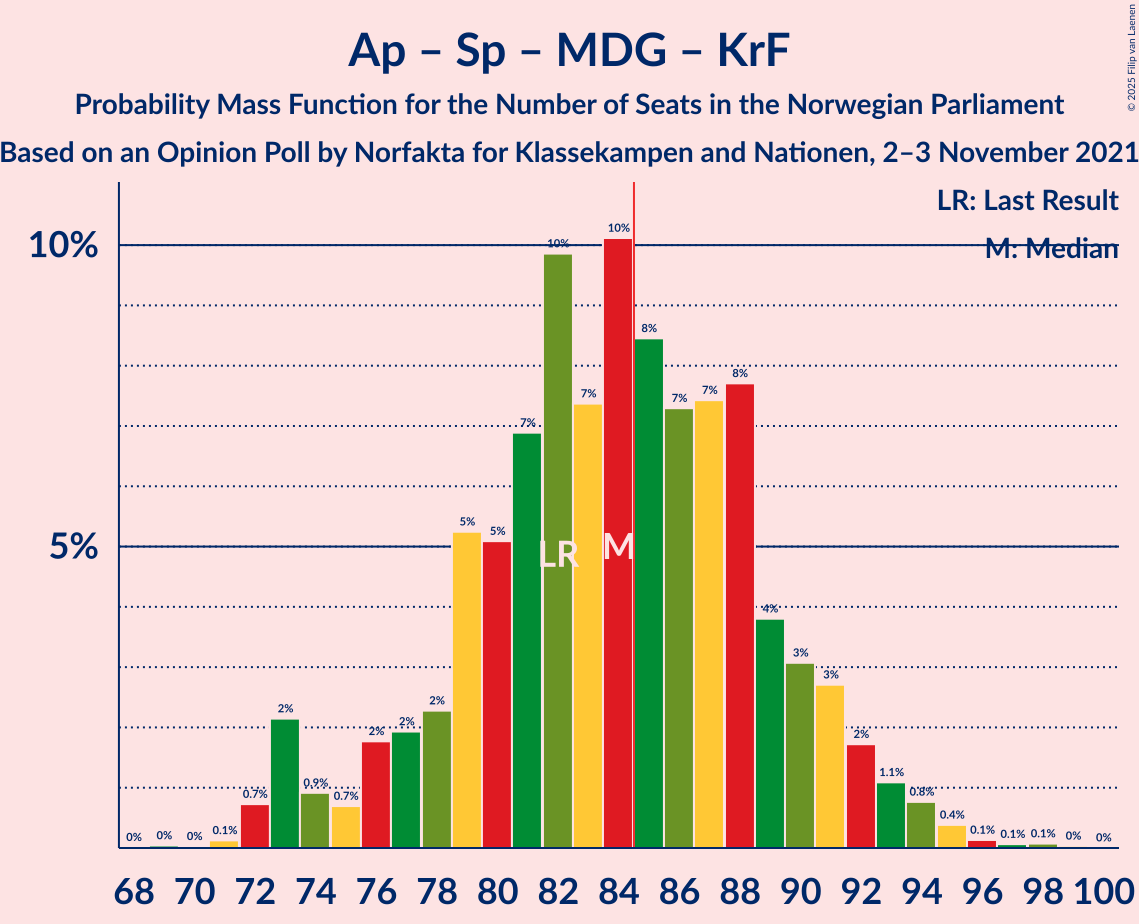 Ap – Sp – MDG – KrF
Probability Mass Function for the Number of Seats in the Norwegian Parliament
Based on an Opinion Poll by Norfakta for Klassekampen and Nationen, 2–3 November 2021
© 2025 Filip van Laenen
LR: Last Result
M: Median
10%
5%
0% 0% 0% 0.1% 0.7% 2% 0.9% 0.7% 2% 2% 2% 5% 5% 7% 10% 7% 10% 8% 7% 7% 8% 4% 3% 3% 2% 1.1% 0.8% 0.4% 0.1% 0.1% 0.1% 0% 0%
LR M
68 70 72 74 76 78 80 82 84 86 88 90 92 94 96 98 100